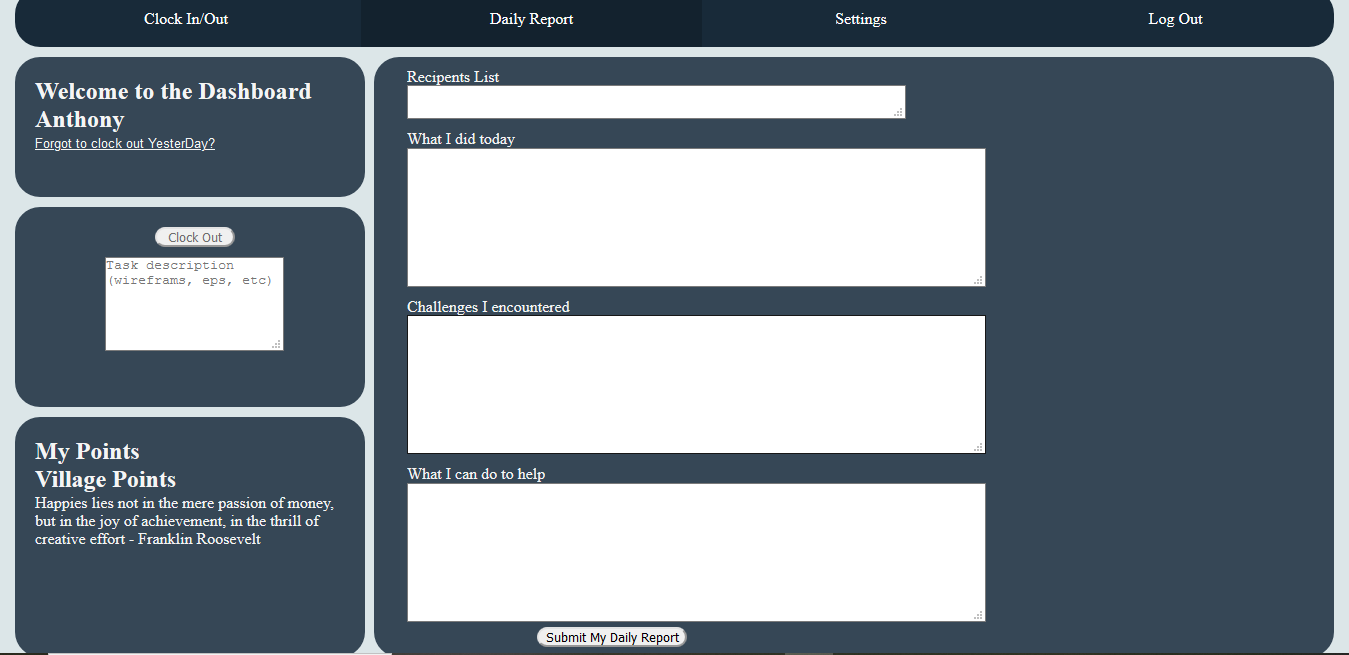 Clock In/Out
Daily Report
Settings
Log Out
Welcome to the Dashboard
Anthony
Forgot to clock out YesterDay?
Clock Out
Task description
(wireframs, eps, etc)
My Points
Village Points
Happies lies not in the mere passion of money,
but in the joy of achievement, in the thrill of
creative effort - Franklin Roosevelt
Recipents List
What I did today
Challenges I encountered
What I can do to help
Submit My Daily Report